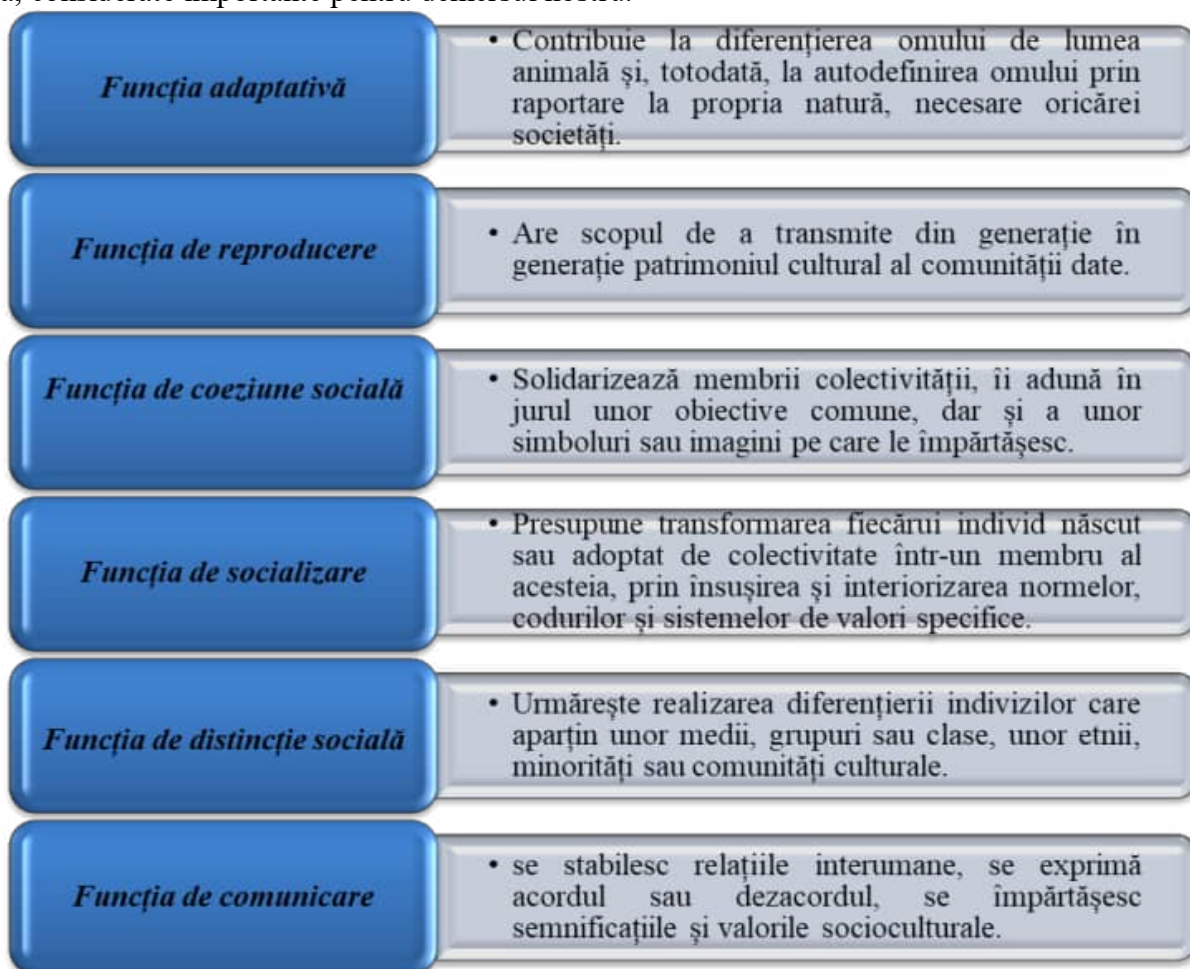 considerate importante pentru demersul nostru:
Funcția adaptativă
• Contribuie la diferențierea omului de lumea
animală și, totodată, la autodefinirea omului prin
raportare la propria natură, necesare oricărei
societăți.
Funcția de reproducere
• Are scopul de a transmite din generație în
generație patrimoniul cultural al comunității date.
Funcția de coeziune socială
• Solidarizează membrii colectivității, îi adună în
jurul unor obiective comune, dar și a unor
simboluri sau imagini pe care le împărtășesc.
Funcția de socializare
• Presupune transformarea fiecărui individ născut
sau adoptat de colectivitate într-un membru al
acesteia, prin însușirea și interiorizarea normelor,
codurilor și sistemelor de valori specifice.
Funcția de distincție socială
• Urmărește realizarea diferențierii indivizilor care
aparțin unor medii, grupuri sau clase, unor etnii,
minorități sau comunități culturale.
Funcția de comunicare
• se stabilesc relațiile interumane, se exprimă
acordul sau dezacordul, se împărtășesc
semnificațiile și valorile socioculturale.